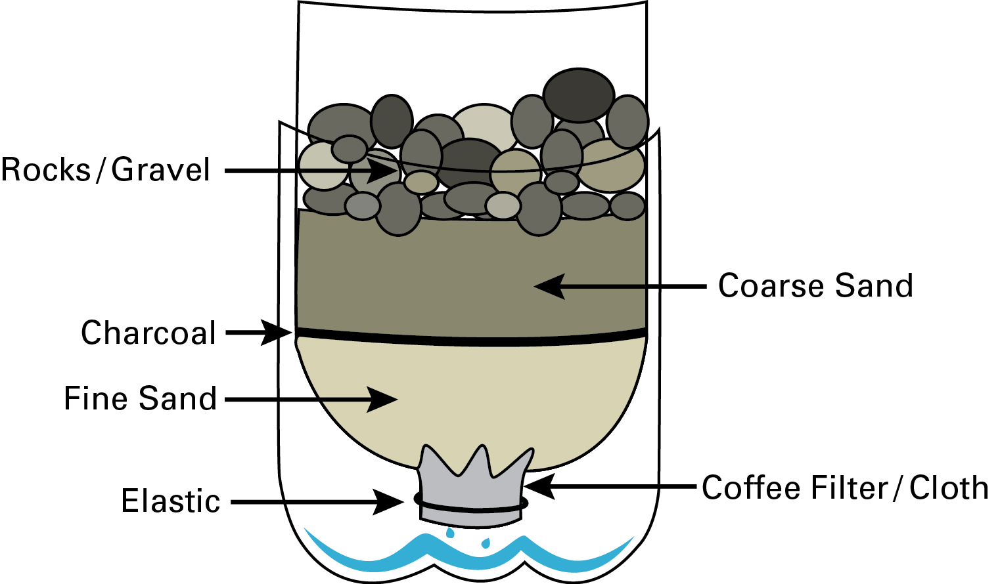 Rocks/Gravel
Coarse Sand
Charcoal
Fine Sand
Coffee Filter/Cloth
Elastic